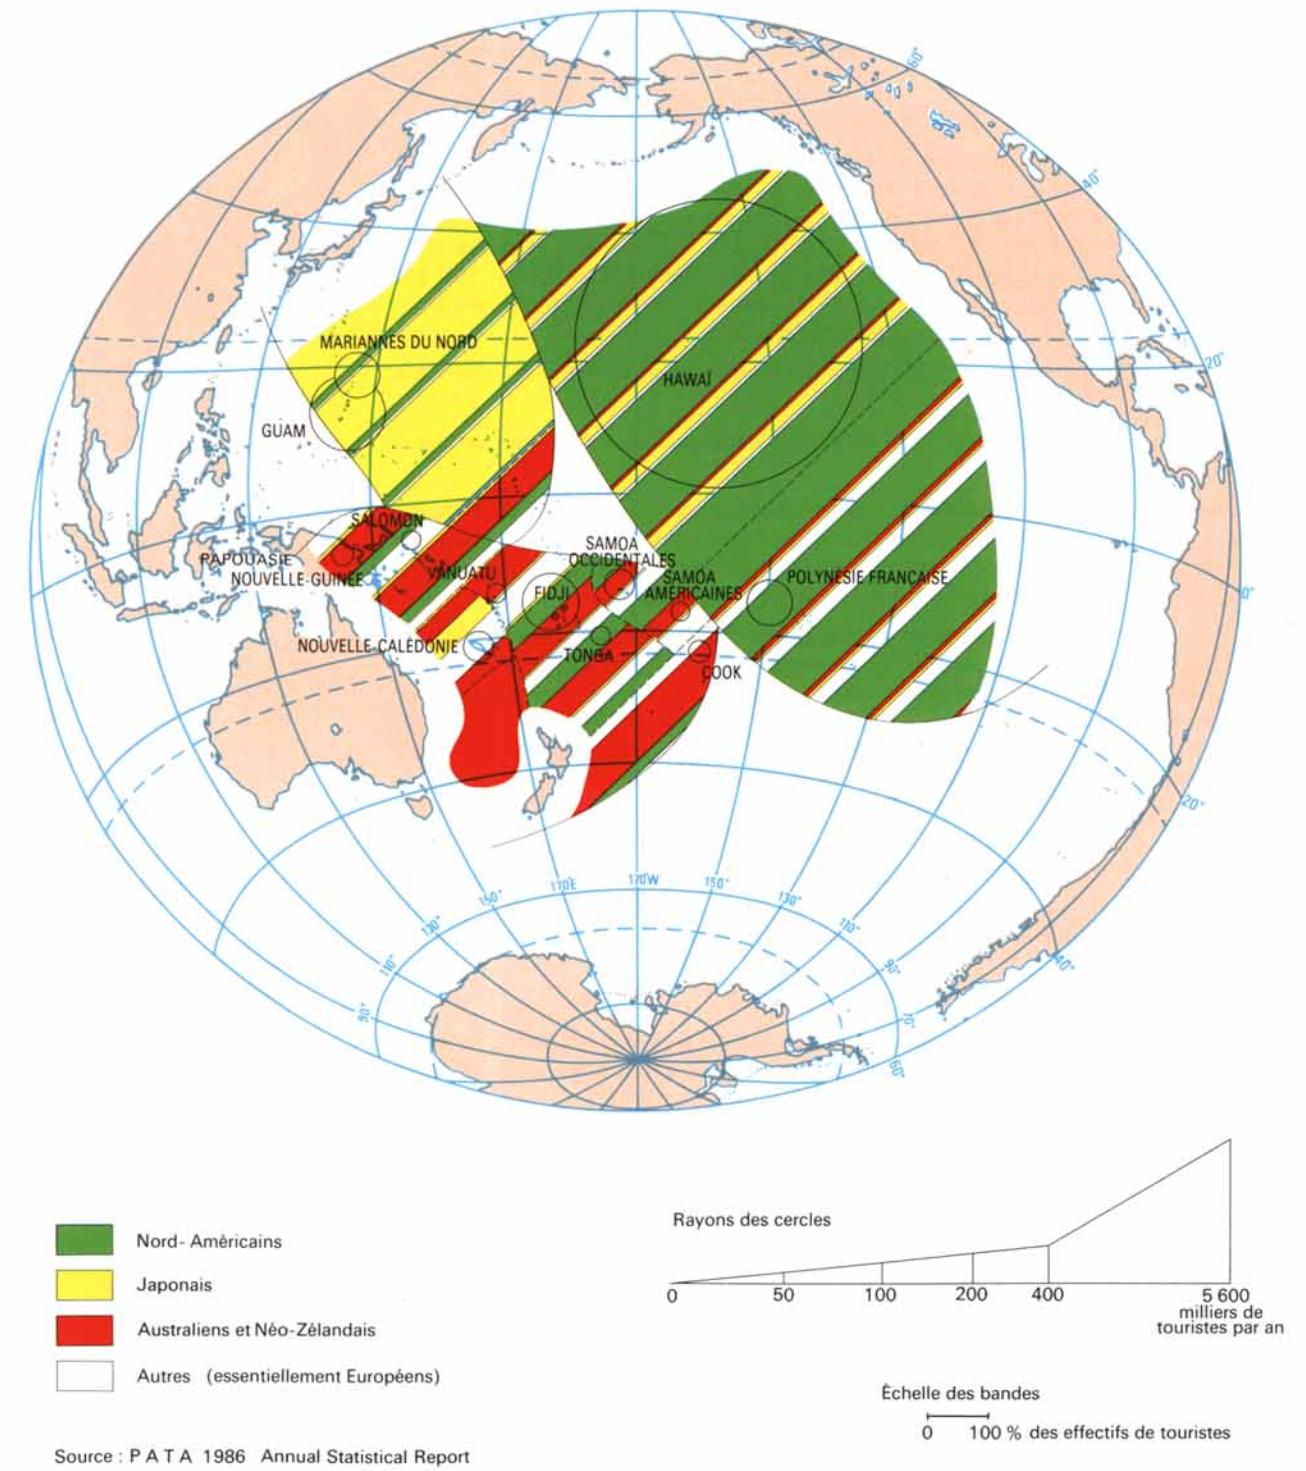 60°
40°
20°
MARIANNES DU NORD
HAWAÏ
GUAM
SALOMON
PAPOUASIE
NOUVELLE-GUINÉE
VANUATU
SAMOA
OCCIDENTALES
SAMOA
AMÉRICAINES
FIDJI
POLYNÉSIE FRANÇAISE
0°
NOUVELLE-CALÉDONIE
TONGA
COOK
20°
150°
170°E
170°W
150°
130°
130°
110°
110°
90°
40°
90°
70°
60°
Nord-Américains
Japonais
Australiens et Néo-Zélandais
Autres (essentiellement Européens)
Rayons des cercles
0 50 100 200 400 5 600
milliers de
touristes par an
Échelle des bandes
0 100 % des effectifs de touristes
Source : P A T A 1986 Annual Statistical Report